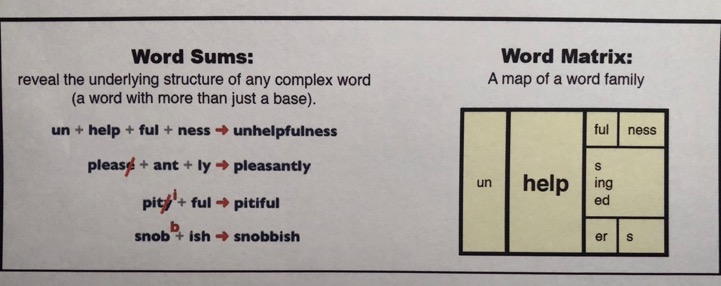 Word Sums:
reveal the underlying structure of any complex word
(a word with more than just a base).
un + help + ful + ness → unhelpfulness
please + ant + ly → pleasantly
pity i + ful → pitiful
snob b + ish → snobbish
Word Matrix:
A map of a word family
un
help
ful ness
s
ing
ed
er s